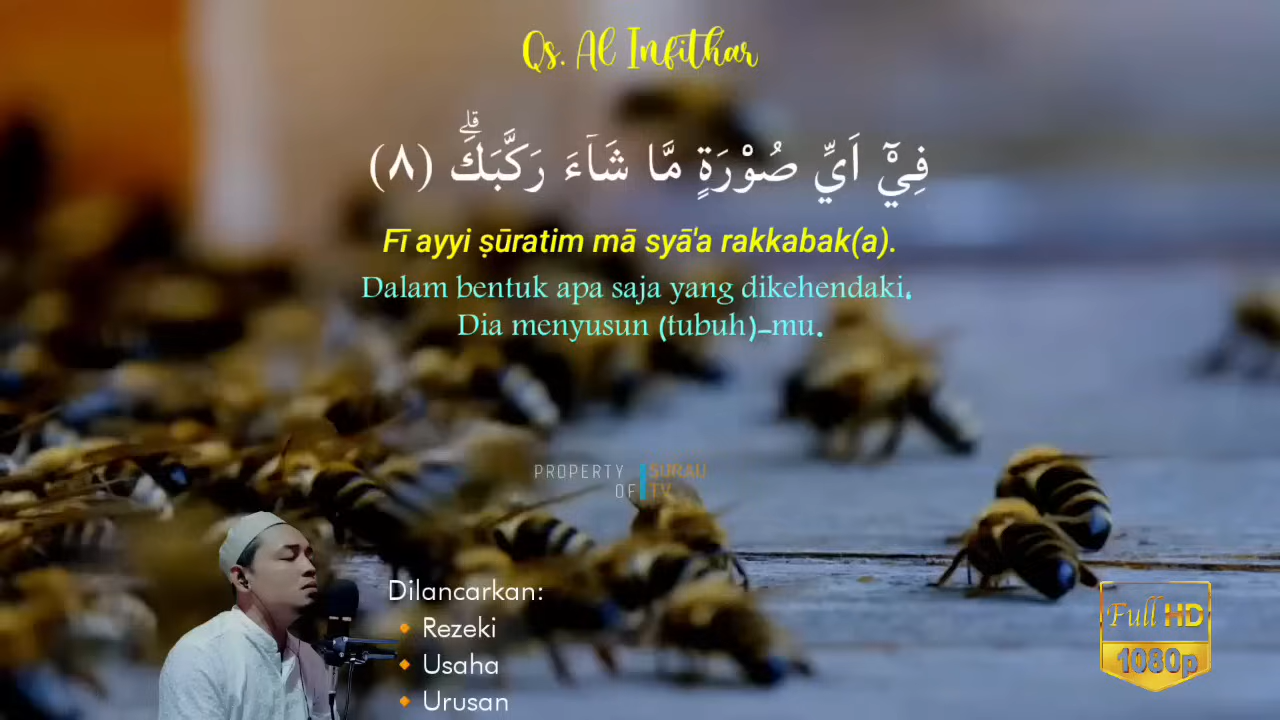 Qs. Al Infithar
فِيْٓ اَيِّ صُوْرَةٍ مَّا شَاۤءَ رَكَّبَكَۗ (٨)
Fī ayyi ṣūratim mā syā'a rakkabak(a).
Dalam bentuk apa saja yang dikehendaki,
Dia menyusun (tubuh)-mu.
PROPERTY OF SURAU TV
Dilancarkan:
🔸 Rezeki
🔸 Usaha
🔸 Urusan
Full HD
1080p